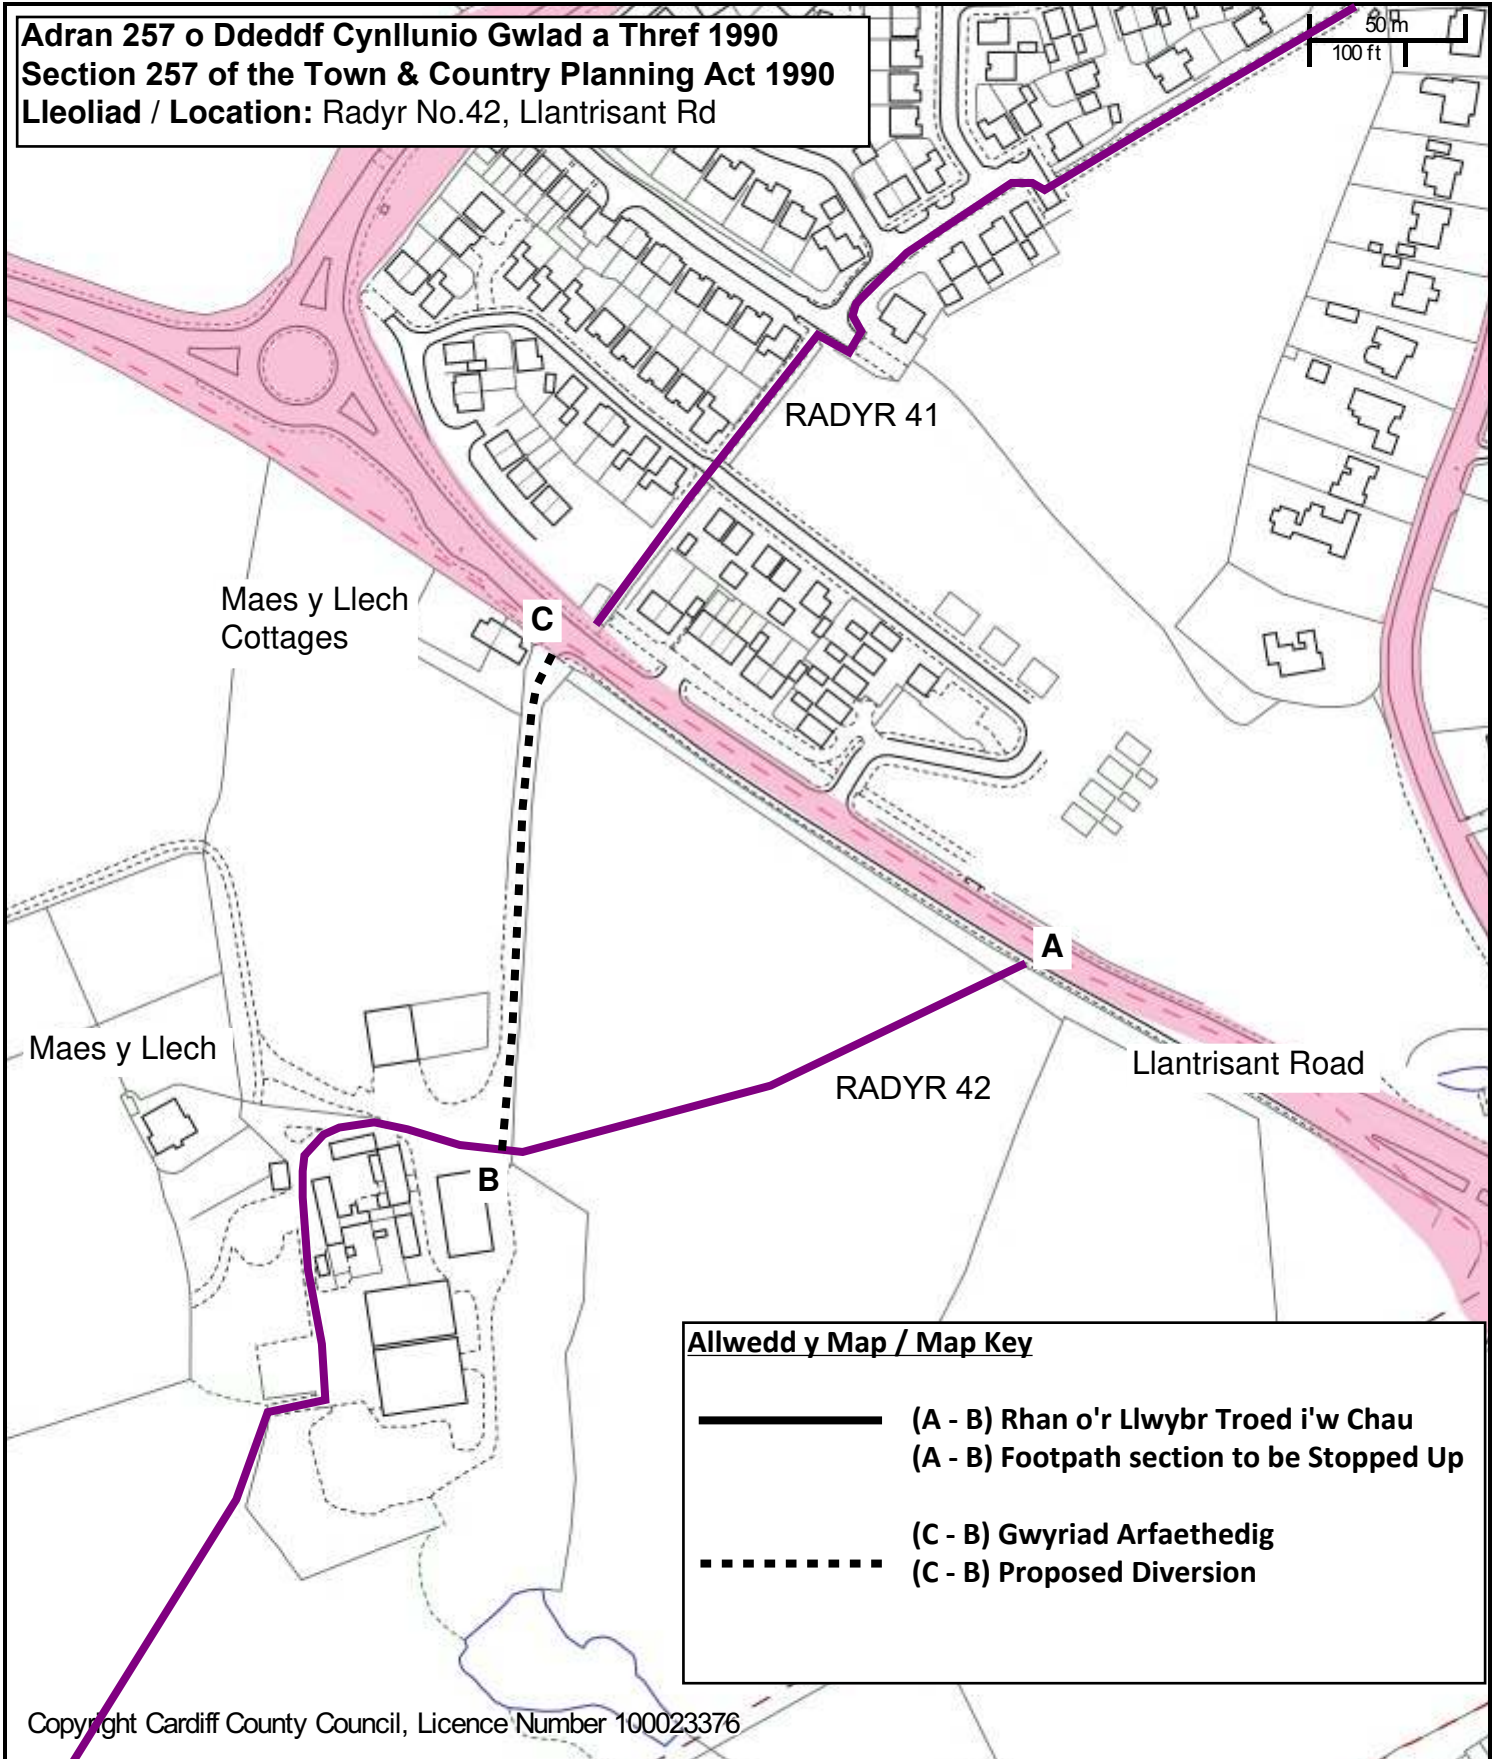 Adran 257 o Ddeddf Cynllunio Gwlad a Thref 1990
Section 257 of the Town & Country Planning Act 1990
Lleoliad / Location: Radyr No.42, Llantrisant Rd
50 m
100 ft
RADYR 41
Maes y Llech
Cottages
C
A
Maes y Llech
Llantrisant Road
RADYR 42
B
Allwedd y Map / Map Key
(A - B) Rhan o'r Llwybr Troed i'w Chau
(A - B) Footpath section to be Stopped Up
(C - B) Gwyriad Arfaethedig
(C - B) Proposed Diversion
Copyright Cardiff County Council, Licence Number 100023376